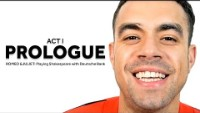 ACT I
PROLOGUE
ROMEO & JULIET: Playing Shakespeare with Deutsche Bank